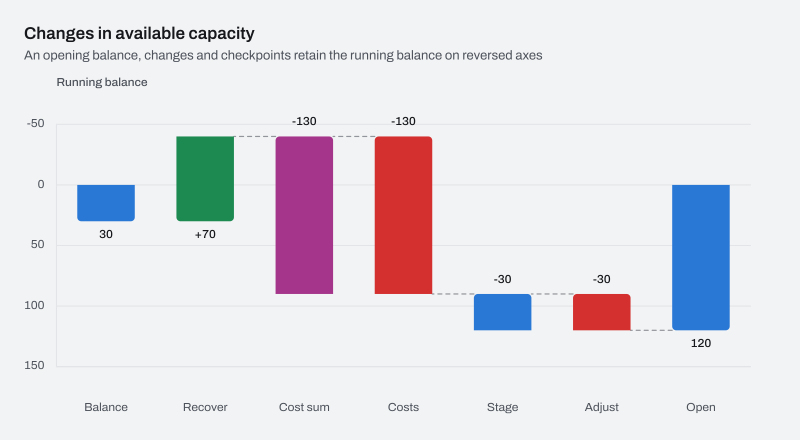 Changes in available capacity
An opening balance, changes and checkpoints retain the running balance on reversed axes
Running balance
-130 -130
-50
0
30 +70
50
-30 -30
100
120
150
Balance Recover Cost sum Costs Stage Adjust Open